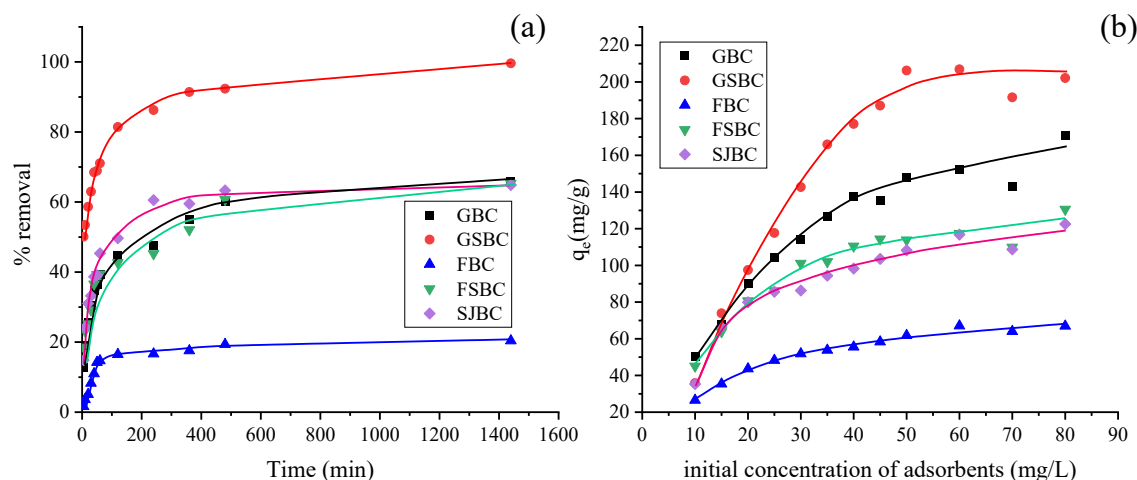 (a)
% removal
100
80
60
40
20
0
0 200 400 600 800 1000 1200 1400 1600
Time (min)
GBC
GSBC
FBC
FSBC
SJBC
(b)
qe(mg/g)
240
220
200
180
160
140
120
100
80
60
40
20
0 10 20 30 40 50 60 70 80 90
initial concentration of adsorbents (mg/L)
GBC
GSBC
FBC
FSBC
SJBC